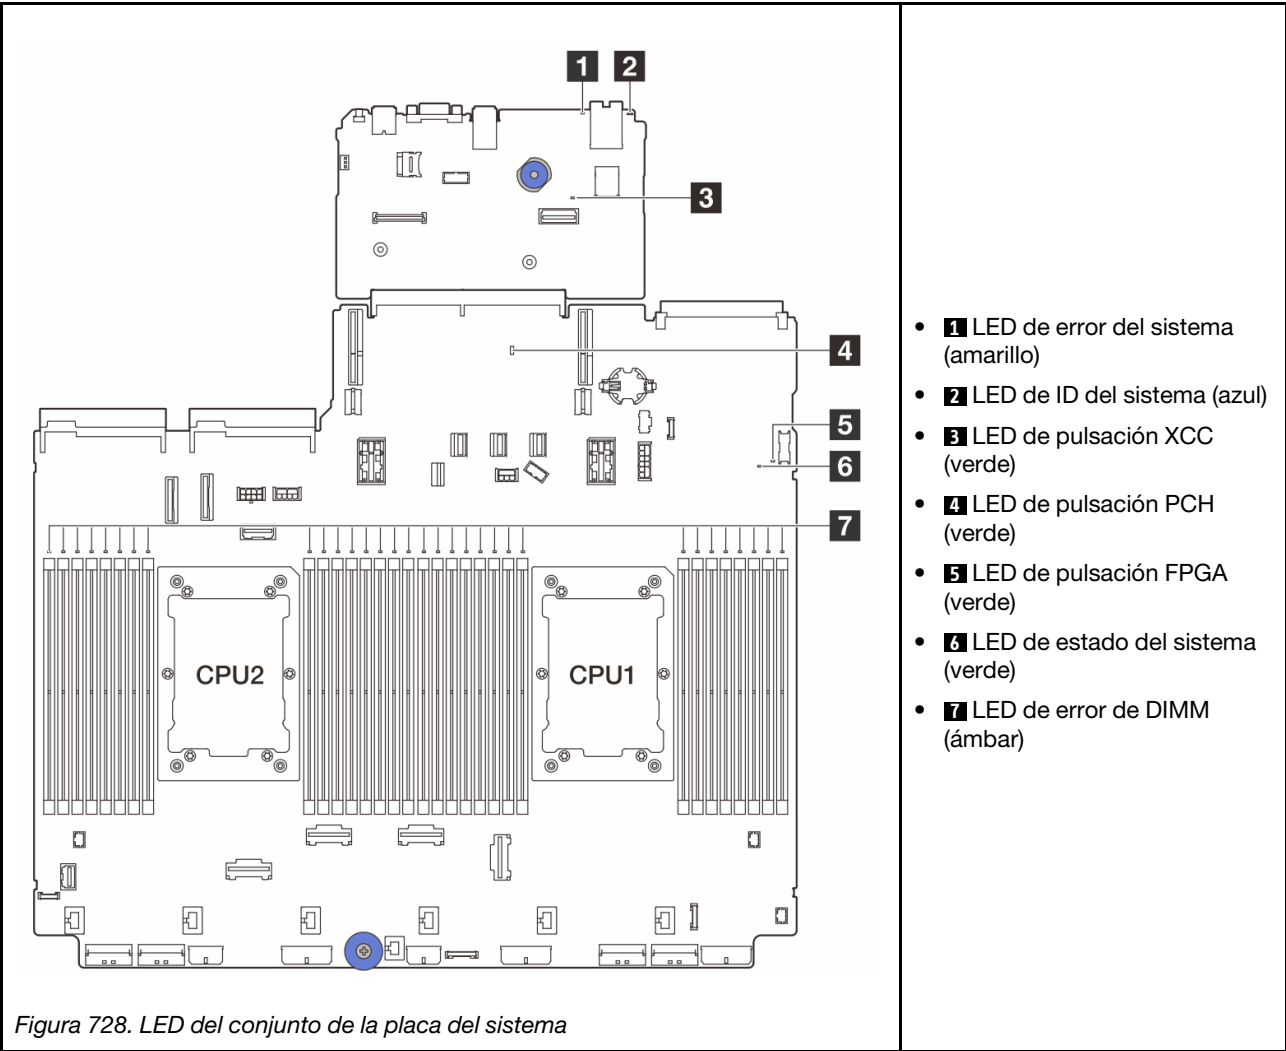 1 2
3
4
5
6
7
CPU2 CPU1
Figura 728. LED del conjunto de la placa del sistema
• 1 LED de error del sistema
(amarillo)
• 2 LED de ID del sistema (azul)
• 3 LED de pulsación XCC
(verde)
• 4 LED de pulsación PCH
(verde)
• 5 LED de pulsación FPGA
(verde)
• 6 LED de estado del sistema
(verde)
• 7 LED de error de DIMM
(ámbar)